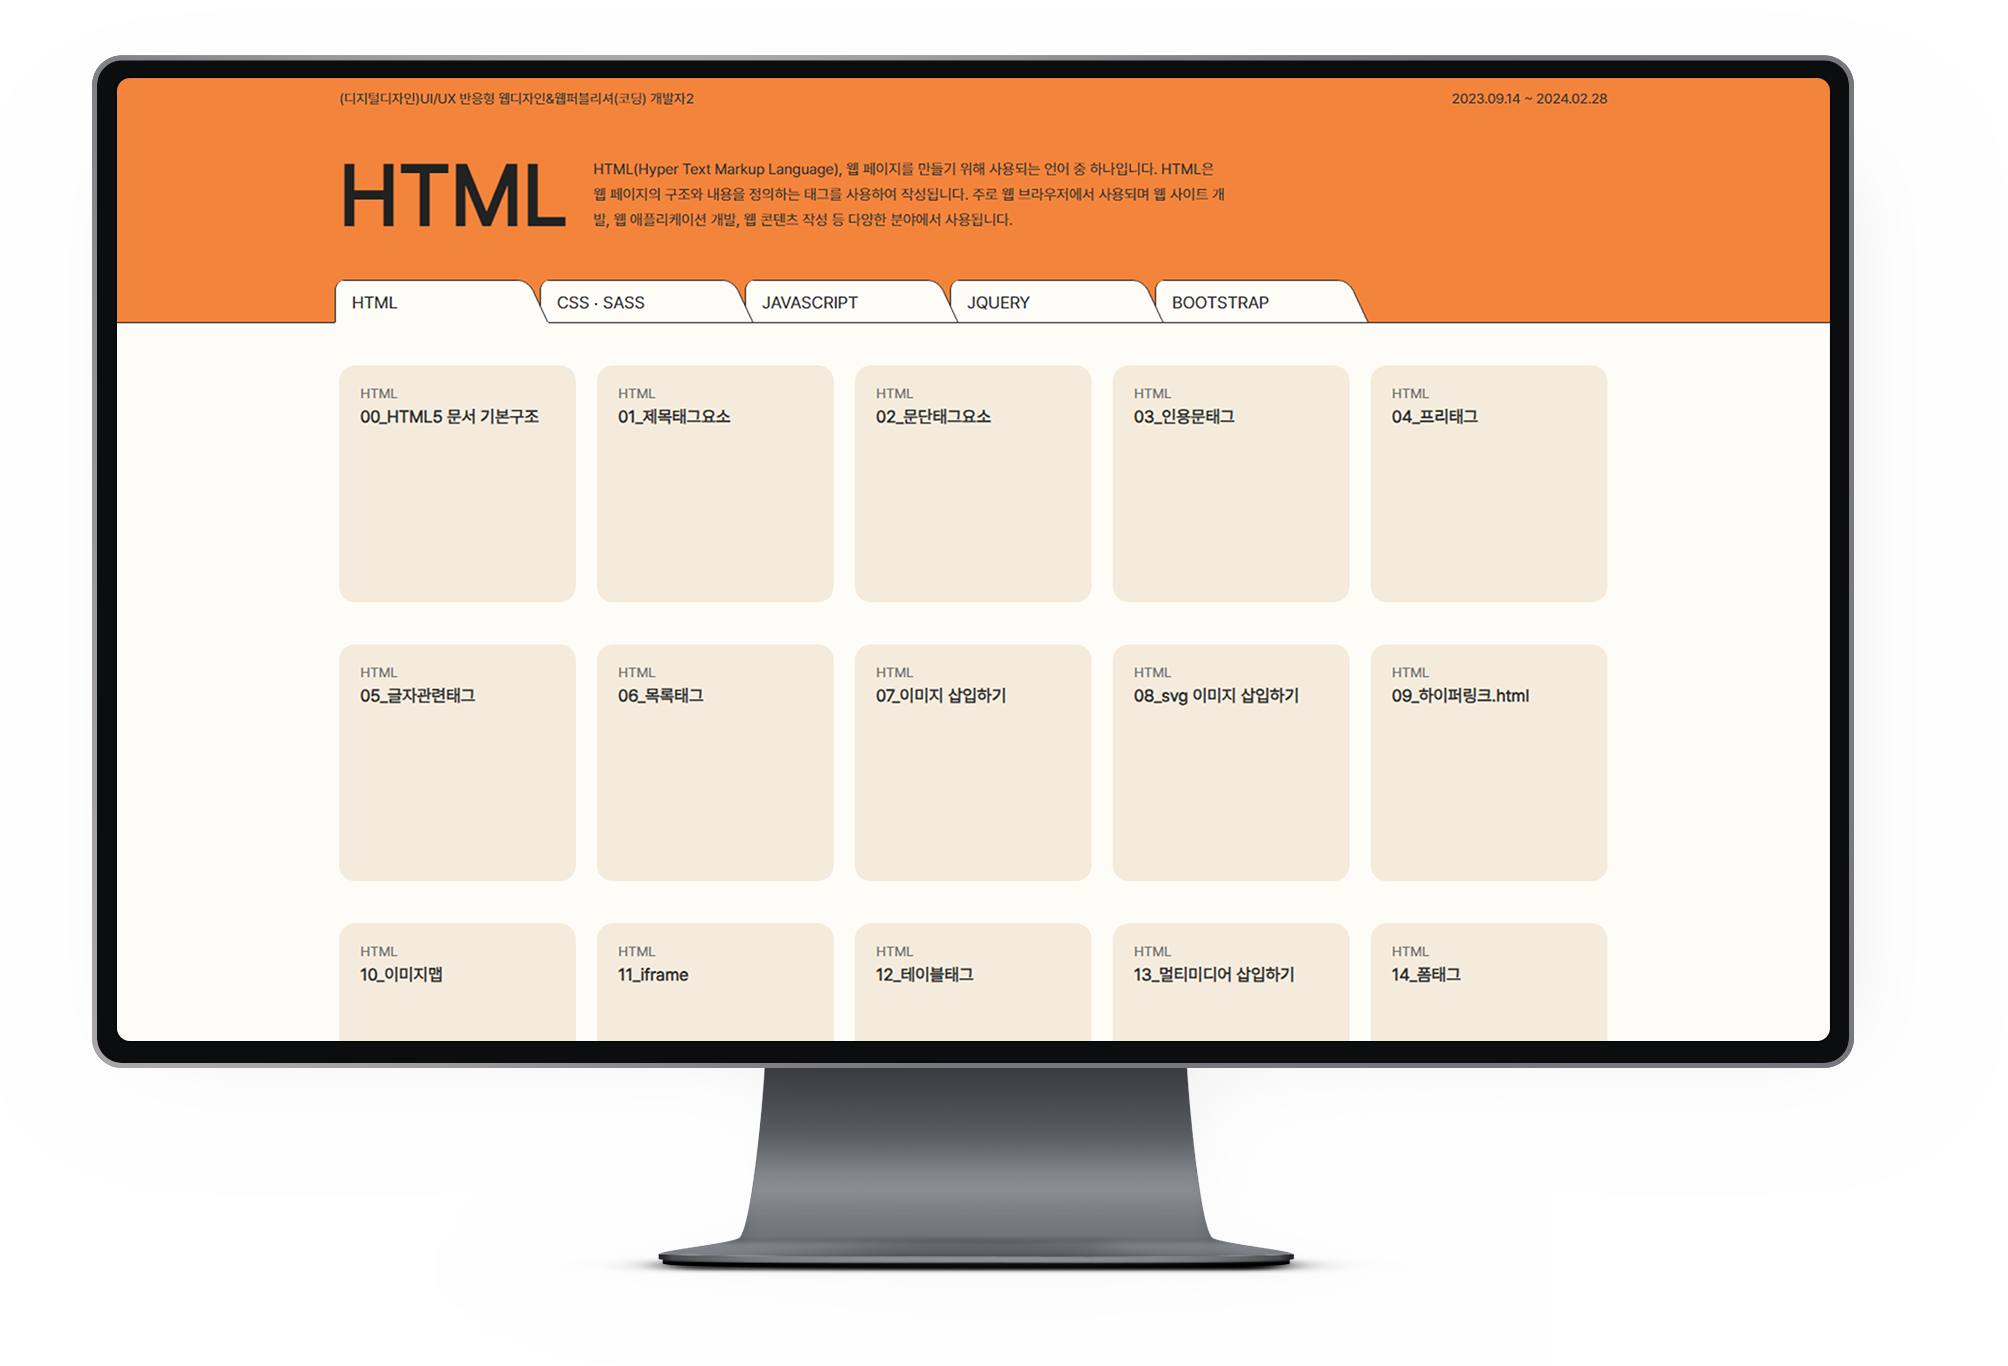 (디지털디자인)UI/UX 반응형 웹디자인&웹퍼블리셔(코딩) 개발자2
2023.09.14 ~ 2024.02.28
HTML
HTML(Hyper Text Markup Language), 웹 페이지를 만들기 위해 사용되는 언어 중 하나입니다. HTML은
웹 페이지의 구조와 내용을 정의하는 태그를 사용하여 작성됩니다. 주로 웹 브라우저에서 사용되며 웹 사이트 개
발, 웹 애플리케이션 개발, 웹 콘텐츠 작성 등 다양한 분야에서 사용됩니다.
HTML
CSS · SASS
JAVASCRIPT
JQUERY
BOOTSTRAP
HTML
00_HTML5 문서 기본구조
HTML
01_제목태그요소
HTML
02_문단태그요소
HTML
03_인용문태그
HTML
04_프리태그
HTML
05_글자관련태그
HTML
06_목록태그
HTML
07_이미지 삽입하기
HTML
08_svg 이미지 삽입하기
HTML
09_하이퍼링크.html
HTML
10_이미지맵
HTML
11_iframe
HTML
12_테이블태그
HTML
13_멀티미디어 삽입하기
HTML
14_폼태그